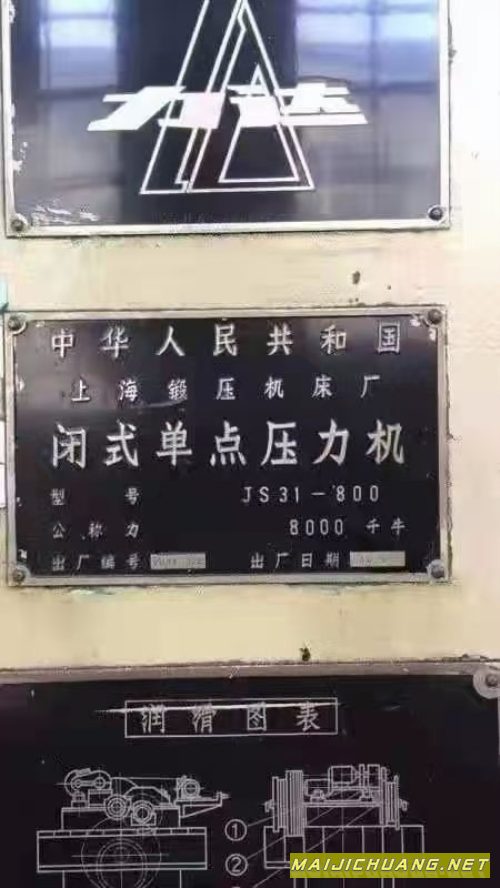 中华人民共和国
上海锻压机床厂
闭式单点压力机
型号 JS31-800
公称力 8000 千牛
出厂编号 出厂日期
润滑图表
①
②
MAIJICHUANG.NET